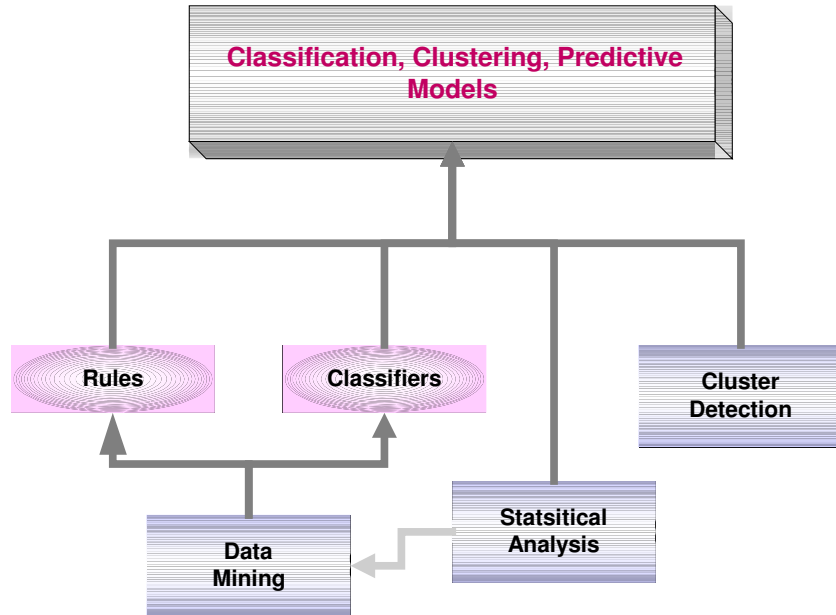 Classification, Clustering, Predictive
Models
Rules
Classifiers
Cluster
Detection
Statsitical
Analysis
Data
Mining